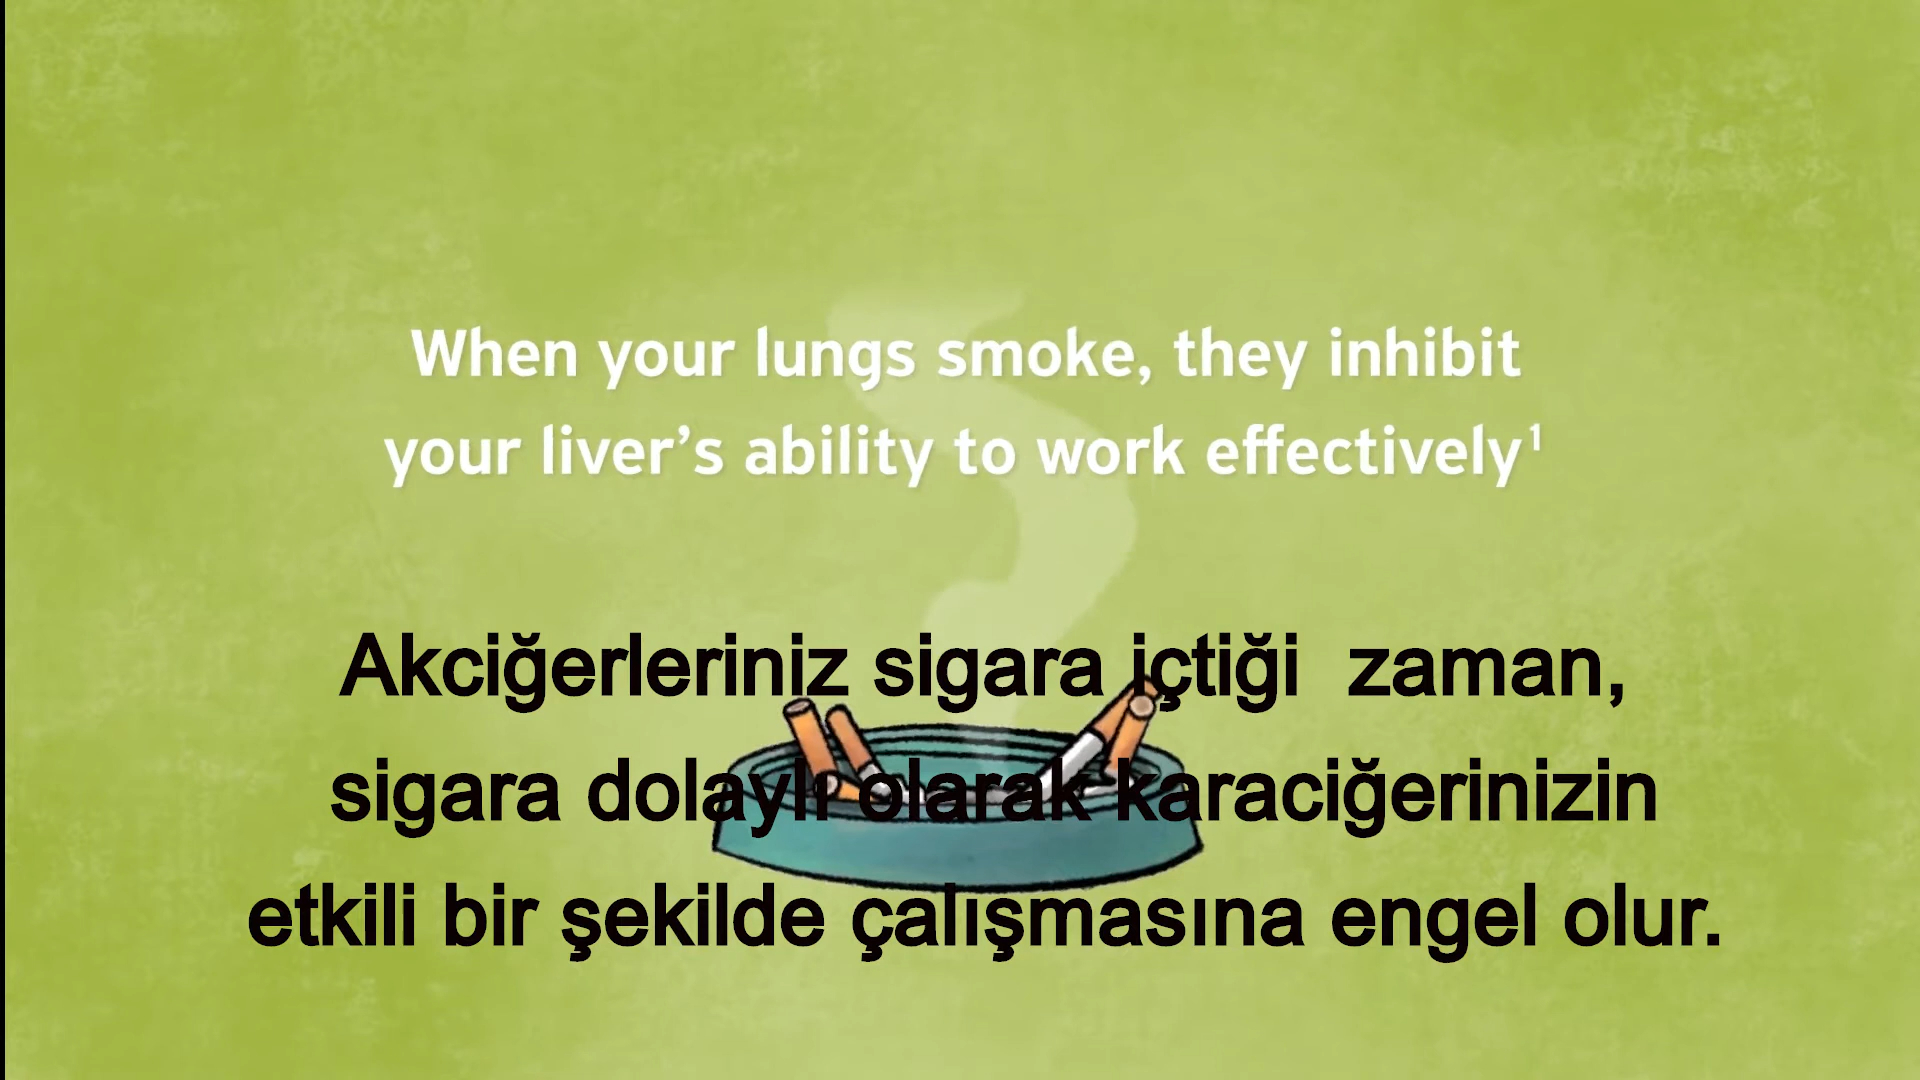 When your lungs smoke, they inhibit
your liver’s ability to work effectively¹
Akciğerleriniz sigara içtiği  zaman,
sigara dolaylı olarak karaciğerinizin
etkili bir şekilde çalışmasına engel olur.